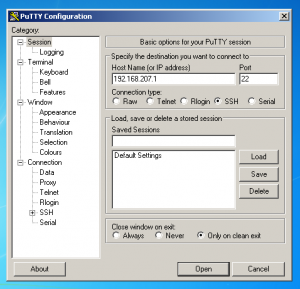 PuTTY Configuration
Category:
Session
Logging
Terminal
Keyboard
Bell
Features
Window
Appearance
Behaviour
Translation
Selection
Colours
Connection
Data
Proxy
Telnet
Rlogin
SSH
Serial
Basic options for your PuTTY session
Specify the destination you want to connect to
Host Name (or IP address) Port
192.168.207.1 22
Connection type:
Raw Telnet Rlogin SSH Serial
Load, save or delete a stored session
Saved Sessions
Default Settings
Load
Save
Delete
Close window on exit:
Always Never Only on clean exit
About Open Cancel